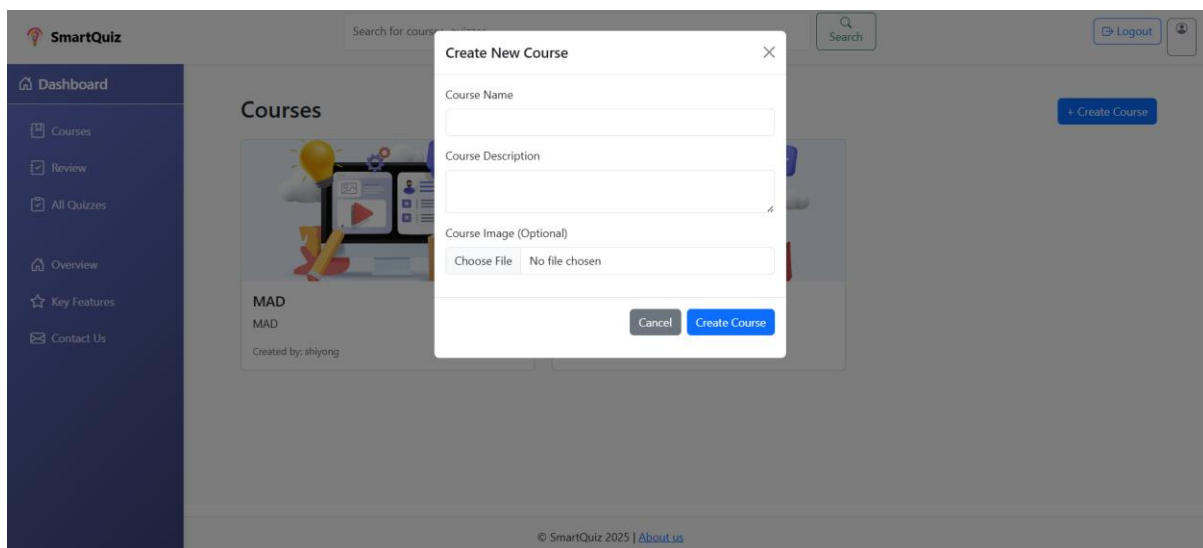 SmartQuiz
Search for courses, quizzes
Search
Logout
Dashboard
Courses
Review
All Quizzes
Overview
Key Features
Contact Us
Courses
+ Create Course
MAD
MAD
Created by: shiyong
Create New Course
Course Name
Course Description
Course Image (Optional)
Choose File No file chosen
Cancel Create Course
© SmartQuiz 2025 | About us